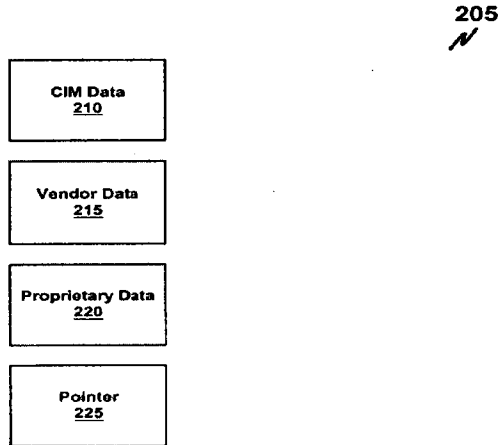 205
CIM Data
210
Vendor Data
215
Proprietary Data
220
Pointer
225